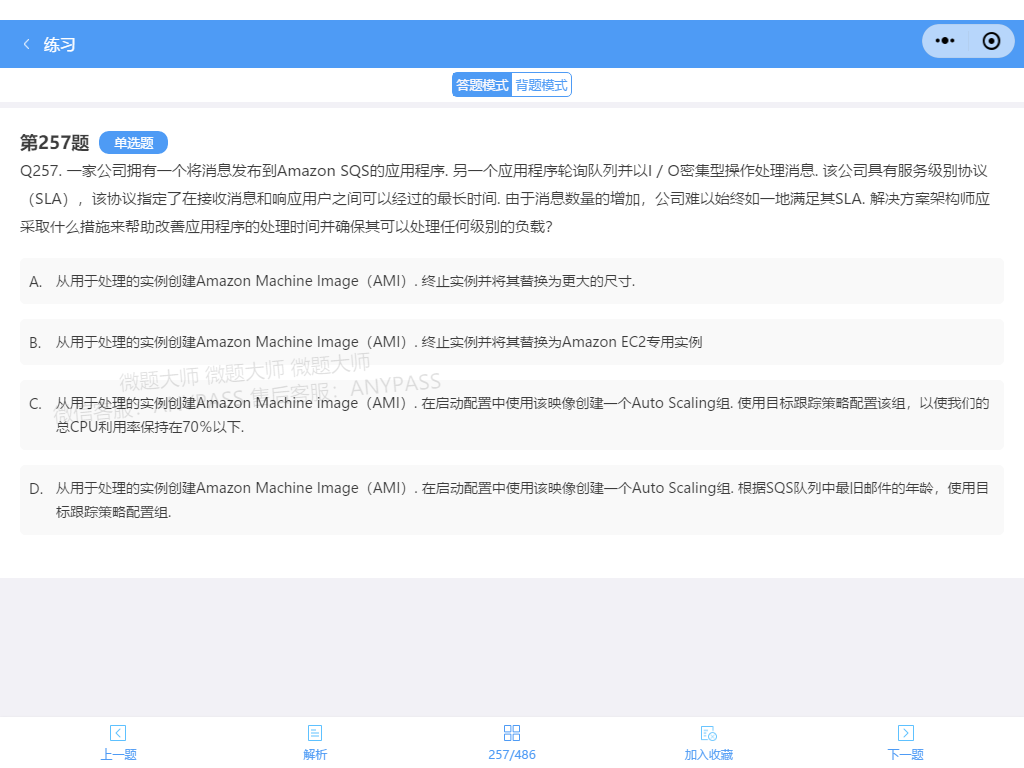 练习
答题模式 背题模式
第257题 单选题
Q257. 一家公司拥有一个将消息发布到Amazon SQS的应用程序. 另一个应用程序轮询队列并以I / O密集型操作处理消息. 该公司具有服务级别协议
（SLA），该协议指定了在接收消息和响应用户之间可以经过的最长时间. 由于消息数量的增加，公司难以始终如一地满足其SLA. 解决方案架构师应
采取什么措施来帮助改善应用程序的处理时间并确保其可以处理任何级别的负载?
A. 从用于处理的实例创建Amazon Machine Image（AMI）. 终止实例并将其替换为更大的尺寸.
B. 从用于处理的实例创建Amazon Machine Image（AMI）. 终止实例并将其替换为Amazon EC2专用实例
微题大师 微题大师 微题大师
售后客服：ANYPASS
C. 从用于处理的实例创建Amazon Machine image（AMI）. 在启动配置中使用该映像创建一个Auto Scaling组. 使用目标跟踪策略配置该组，以使我们的
总CPU利用率保持在70％以下.
D. 从用于处理的实例创建Amazon Machine Image（AMI）. 在启动配置中使用该映像创建一个Auto Scaling组. 根据SQS队列中最旧邮件的年龄，使用目
标跟踪策略配置组.
上一题 解析 257/486 加入收藏 下一题